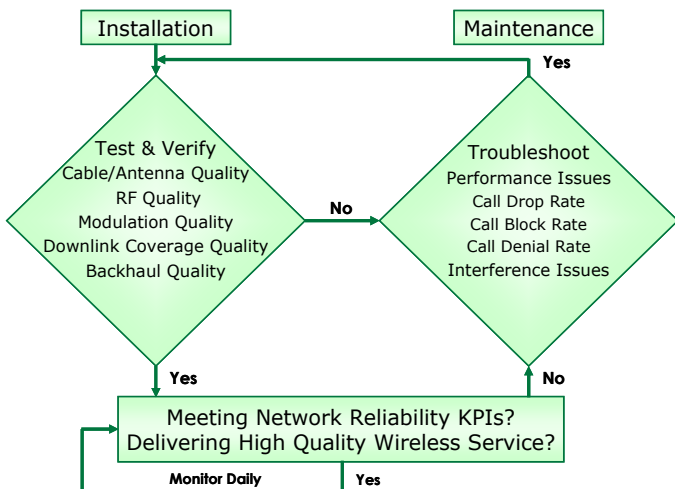 Installation
Maintenance
Yes
Test & Verify
Cable/Antenna Quality
RF Quality
Modulation Quality
Downlink Coverage Quality
Backhaul Quality
No
Troubleshoot
Performance Issues
Call Drop Rate
Call Block Rate
Call Denial Rate
Interference Issues
Yes
No
Meeting Network Reliability KPIs?
Delivering High Quality Wireless Service?
Monitor Daily
Yes